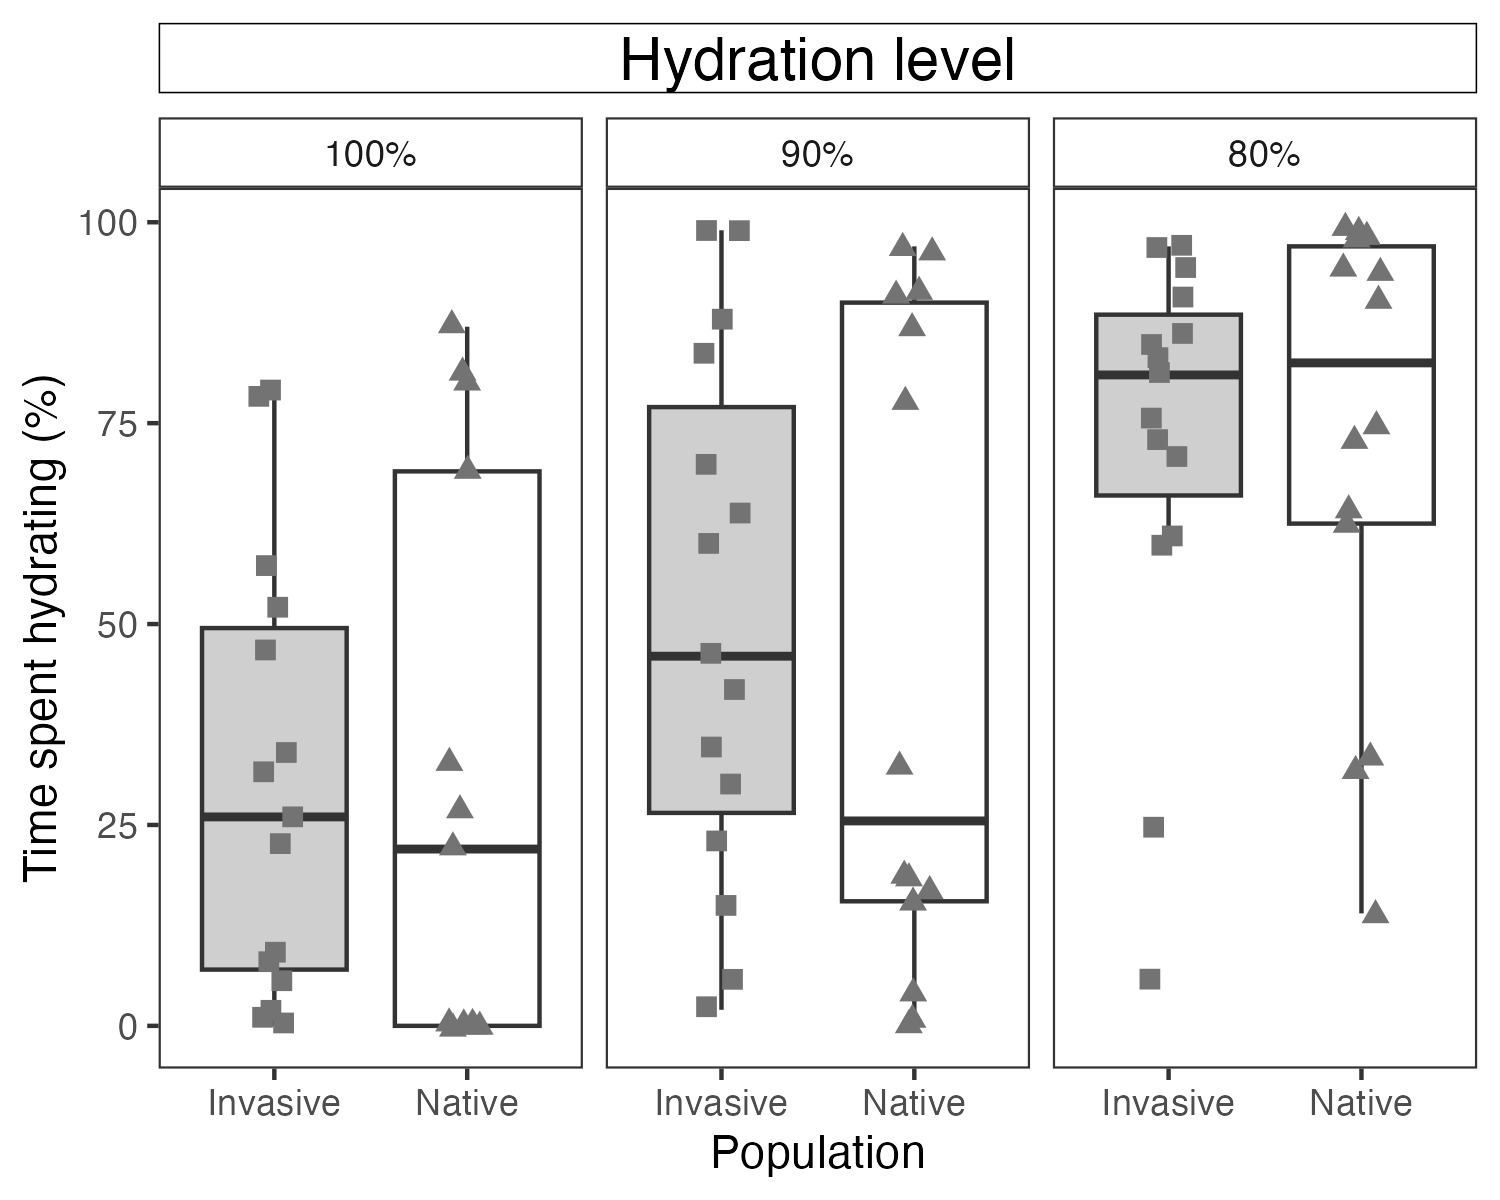 Hydration level
100% 90% 80%
Time spent hydrating (%)
100
75
50
25
0
Invasive Native Invasive Native Invasive Native
Population